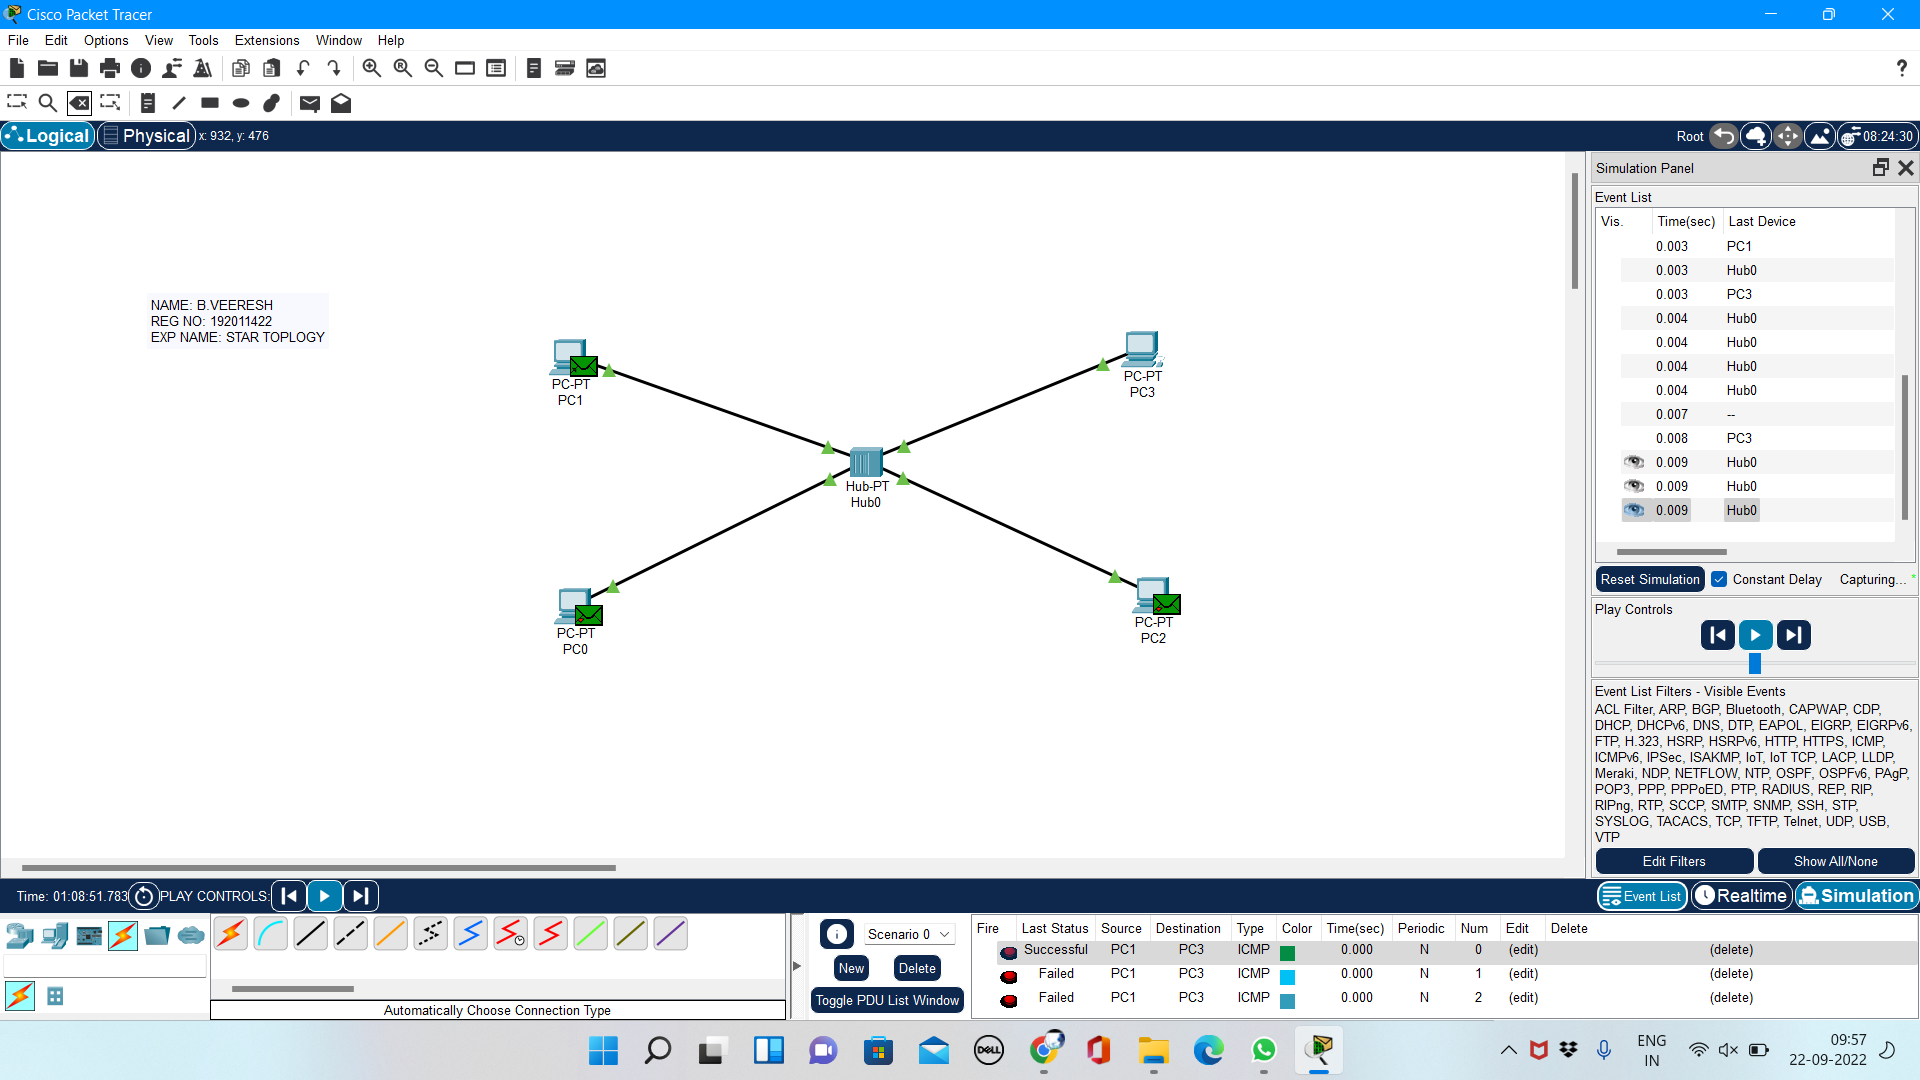 Cisco Packet Tracer
File Edit Options View Tools Extensions Window Help
?
Logical Physical x: 932, y: 476 Root 08:24:30
NAME: B.VEERESH
REG NO: 192011422
EXP NAME: STAR TOPLOGY
PC-PT
PC1
PC-PT
PC3
Hub-PT
Hub0
PC-PT
PC0
PC-PT
PC2
Simulation Panel
Event List
Vis. Time(sec) Last Device
0.003 PC1
0.003 Hub0
0.003 PC3
0.004 Hub0
0.004 Hub0
0.004 Hub0
0.004 Hub0
0.007 --
0.008 PC3
0.009 Hub0
0.009 Hub0
0.009 Hub0
Reset Simulation Constant Delay Capturing...
Play Controls
Event List Filters - Visible Events
ACL Filter, ARP, BGP, Bluetooth, CAPWAP, CDP,
DHCP, DHCPv6, DNS, DTP, EAPOL, EIGRP, EIGRPv6,
FTP, H.323, HSRP, HSRPv6, HTTP, HTTPS, ICMP,
ICMPv6, IPSec, ISAKMP, IoT, IoT TCP, LACP, LLDP,
Meraki, NDP, NETFLOW, NTP, OSPF, OSPFv6, PAgP,
POP3, PPP, PPPoED, PTP, RADIUS, REP, RIP,
RIPng, RTP, SCCP, SMTP, SNMP, SSH, STP,
SYSLOG, TACACS, TCP, TFTP, Telnet, UDP, USB,
VTP
Edit Filters Show All/None
Time: 01:08:51.783 PLAY CONTROLS: Event List Realtime Simulation
Automatically Choose Connection Type
Scenario 0
New Delete
Toggle PDU List Window
Fire Last Status Source Destination Type Color Time(sec) Periodic Num Edit Delete
Successful PC1 PC3 ICMP 0.000 N 0 (edit) (delete)
Failed PC1 PC3 ICMP 0.000 N 1 (edit) (delete)
Failed PC1 PC3 ICMP 0.000 N 2 (edit) (delete)
DELL
ENG
IN
09:57
22-09-2022